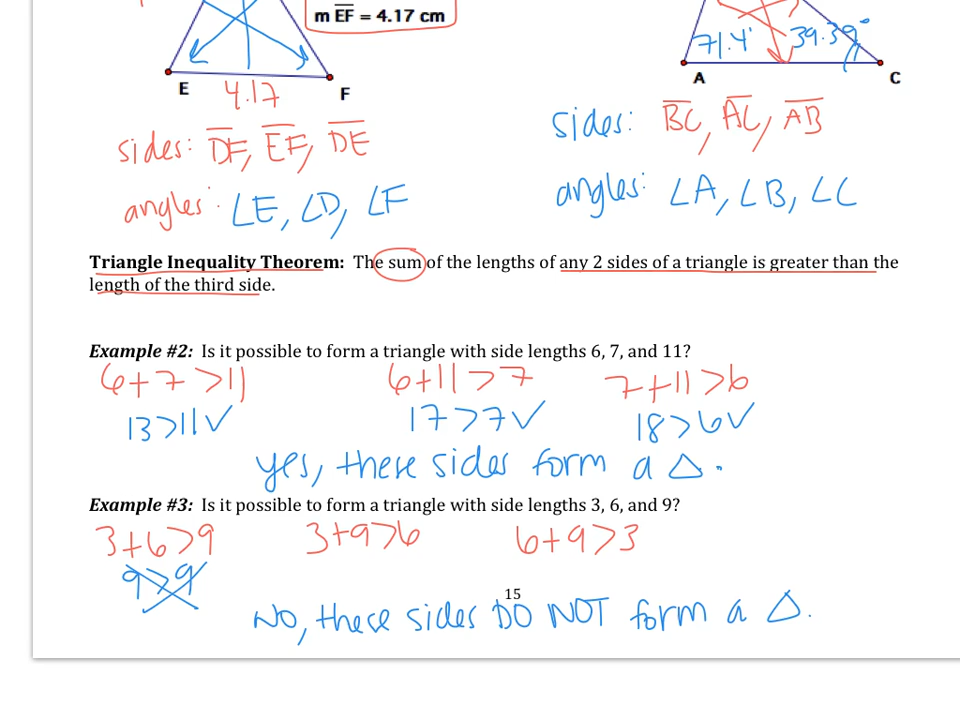 m EF = 4.17 cm
71.4° 39.39°
E F A C
4.17
sides: DF, EF, DE
sides: BC, AC, AB
angles: ∠E, ∠D, ∠F
angles: ∠A, ∠B, ∠C
Triangle Inequality Theorem: The sum of the lengths of any 2 sides of a triangle is greater than the
length of the third side.
Example #2: Is it possible to form a triangle with side lengths 6, 7, and 11?
6+7>11 6+11>7 7+11>6
13>11✓ 17>7✓ 18>6✓
yes, these sides form a △.
Example #3: Is it possible to form a triangle with side lengths 3, 6, and 9?
3+6>9 3+9>6 6+9>3
9>9
15
No, these sides DO NOT form a △.